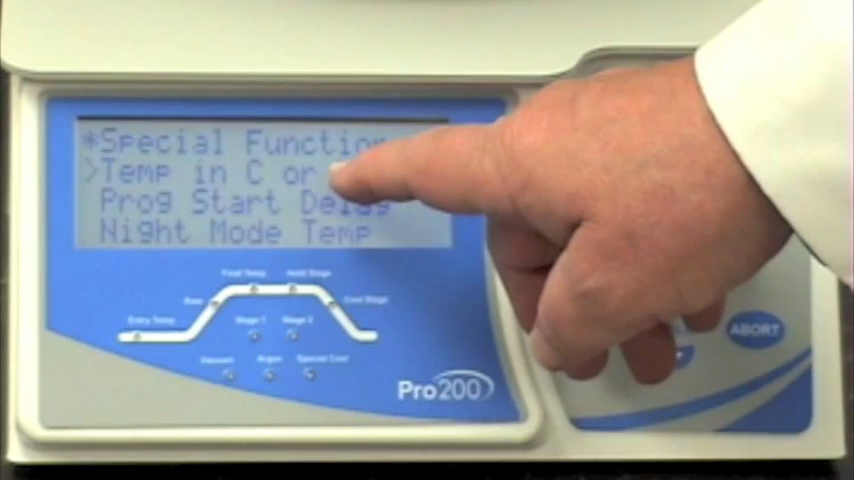 *Special Function
>Temp in C or
Prog Start Delay
Night Mode Temp
Final Temp
Hold Stage
Rate
Cool Stage
Entry Temp
Stage 1
Stage 2
Vacuum
Argon
Special Cool
Pro200
ABORT